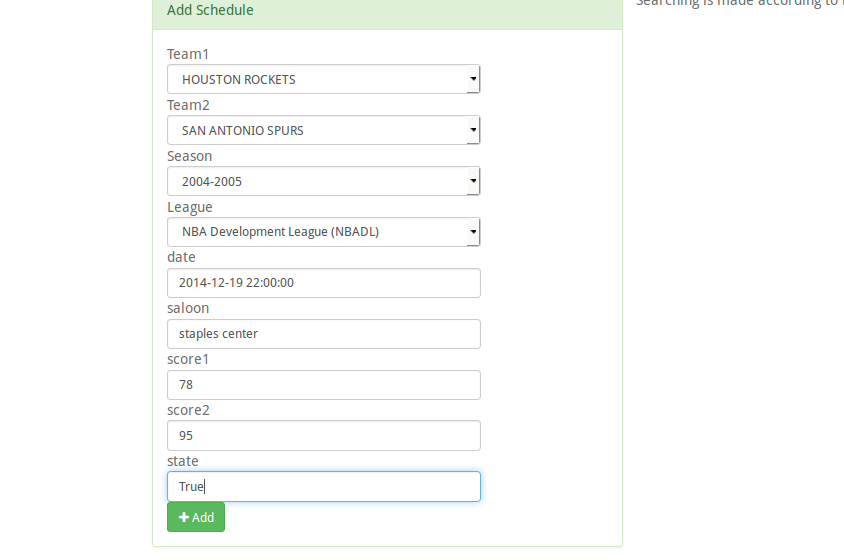 Add Schedule
Searching is made according to
Team1
HOUSTON ROCKETS
Team2
SAN ANTONIO SPURS
Season
2004-2005
League
NBA Development League (NBADL)
date
2014-12-19 22:00:00
saloon
staples center
score1
78
score2
95
state
True
Add